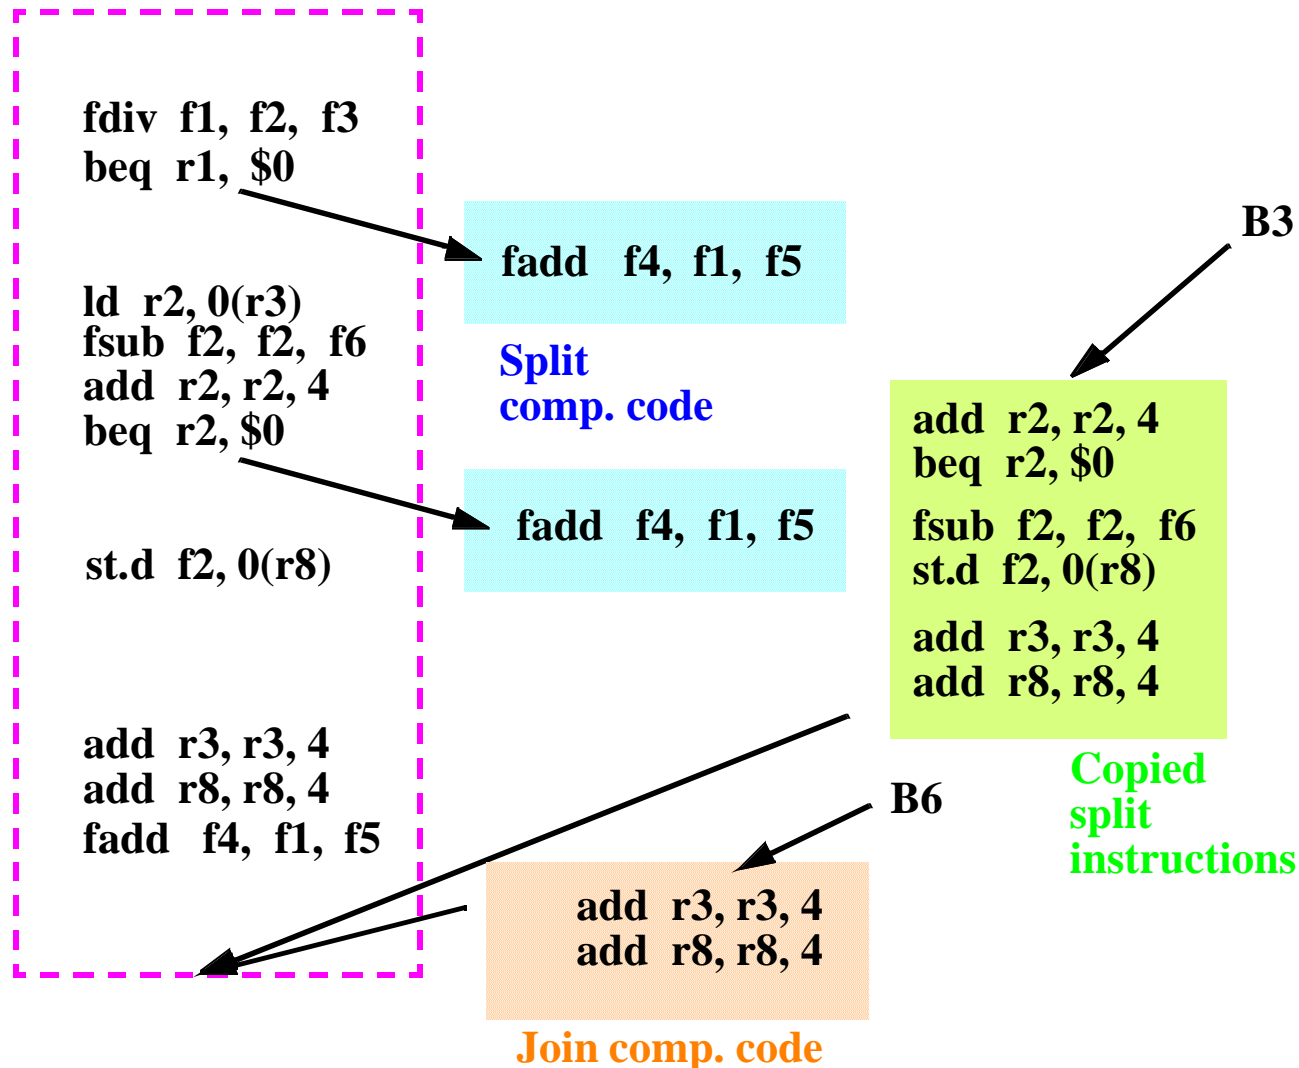 fdiv f1, f2, f3
beq r1, $0
ld r2, 0(r3)
fsub f2, f2, f6
add r2, r2, 4
beq r2, $0
st.d f2, 0(r8)
add r3, r3, 4
add r8, r8, 4
fadd f4, f1, f5
fadd f4, f1, f5
Split
comp. code
fadd f4, f1, f5
B3
add r2, r2, 4
beq r2, $0
fsub f2, f2, f6
st.d f2, 0(r8)
add r3, r3, 4
add r8, r8, 4
Copied
split
instructions
B6
add r3, r3, 4
add r8, r8, 4
Join comp. code